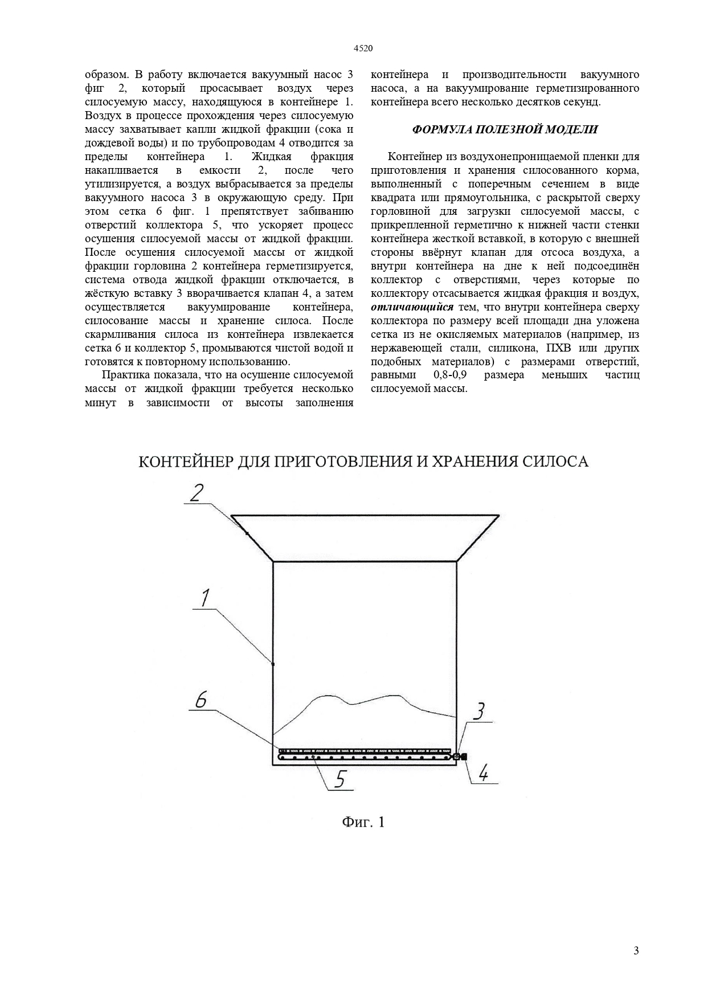 4520
образом. В работу включается вакуумный насос 3
фиг 2, который просасывает воздух через
силосуемую массу, находящуюся в контейнере 1.
Воздух в процессе прохождения через силосуемую
массу захватывает капли жидкой фракции (сока и
дождевой воды) и по трубопроводам 4 отводится за
пределы контейнера 1. Жидкая фракция
накапливается в емкости 2, после чего
утилизируется, а воздух выбрасывается за пределы
вакуумного насоса 3 в окружающую среду. При
этом сетка 6 фиг. 1 препятствует забиванию
отверстий коллектора 5, что ускоряет процесс
осушения силосуемой массы от жидкой фракции.
После осушения силосуемой массы от жидкой
фракции горловина 2 контейнера герметизируется,
система отвода жидкой фракции отключается, в
жёсткую вставку 3 вворачивается клапан 4, а затем
осуществляется вакуумирование контейнера,
силосование массы и хранение силоса. После
скармливания силоса из контейнера извлекается
сетка 6 и коллектор 5, промываются чистой водой и
готовятся к повторному использованию.
Практика показала, что на осушение силосуемой
массы от жидкой фракции требуется несколько
минут в зависимости от высоты заполнения
контейнера и производительности вакуумного
насоса, а на вакуумирование герметизированного
контейнера всего несколько десятков секунд.
ФОРМУЛА ПОЛЕЗНОЙ МОДЕЛИ
Контейнер из воздухонепроницаемой пленки для
приготовления и хранения силосованного корма,
выполненный с поперечным сечением в виде
квадрата или прямоугольника, с раскрытой сверху
горловиной для загрузки силосуемой массы, с
прикрепленной герметично к нижней части стенки
контейнера жесткой вставкой, в которую с внешней
стороны ввёрнут клапан для отсоса воздуха, а
внутри контейнера на дне к ней подсоединён
коллектор с отверстиями, через которые по
коллектору отсасывается жидкая фракция и воздух,
отличающийся тем, что внутри контейнера сверху
коллектора по размеру всей площади дна уложена
сетка из не окисляемых материалов (например, из
нержавеющей стали, силикона, ПХВ или других
подобных материалов) с размерами отверстий,
равными 0,8-0,9 размера меньших частиц
силосуемой массы.
КОНТЕЙНЕР ДЛЯ ПРИГОТОВЛЕНИЯ И ХРАНЕНИЯ СИЛОСА
2
1
6
3
5
4
Фиг. 1
3